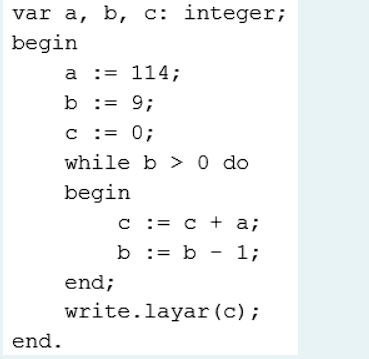 var a, b, c: integer;
begin
    a := 114;
    b := 9;
    c := 0;
    while b > 0 do
    begin
        c := c + a;
        b := b - 1;
    end;
    write.layar(c);
end.